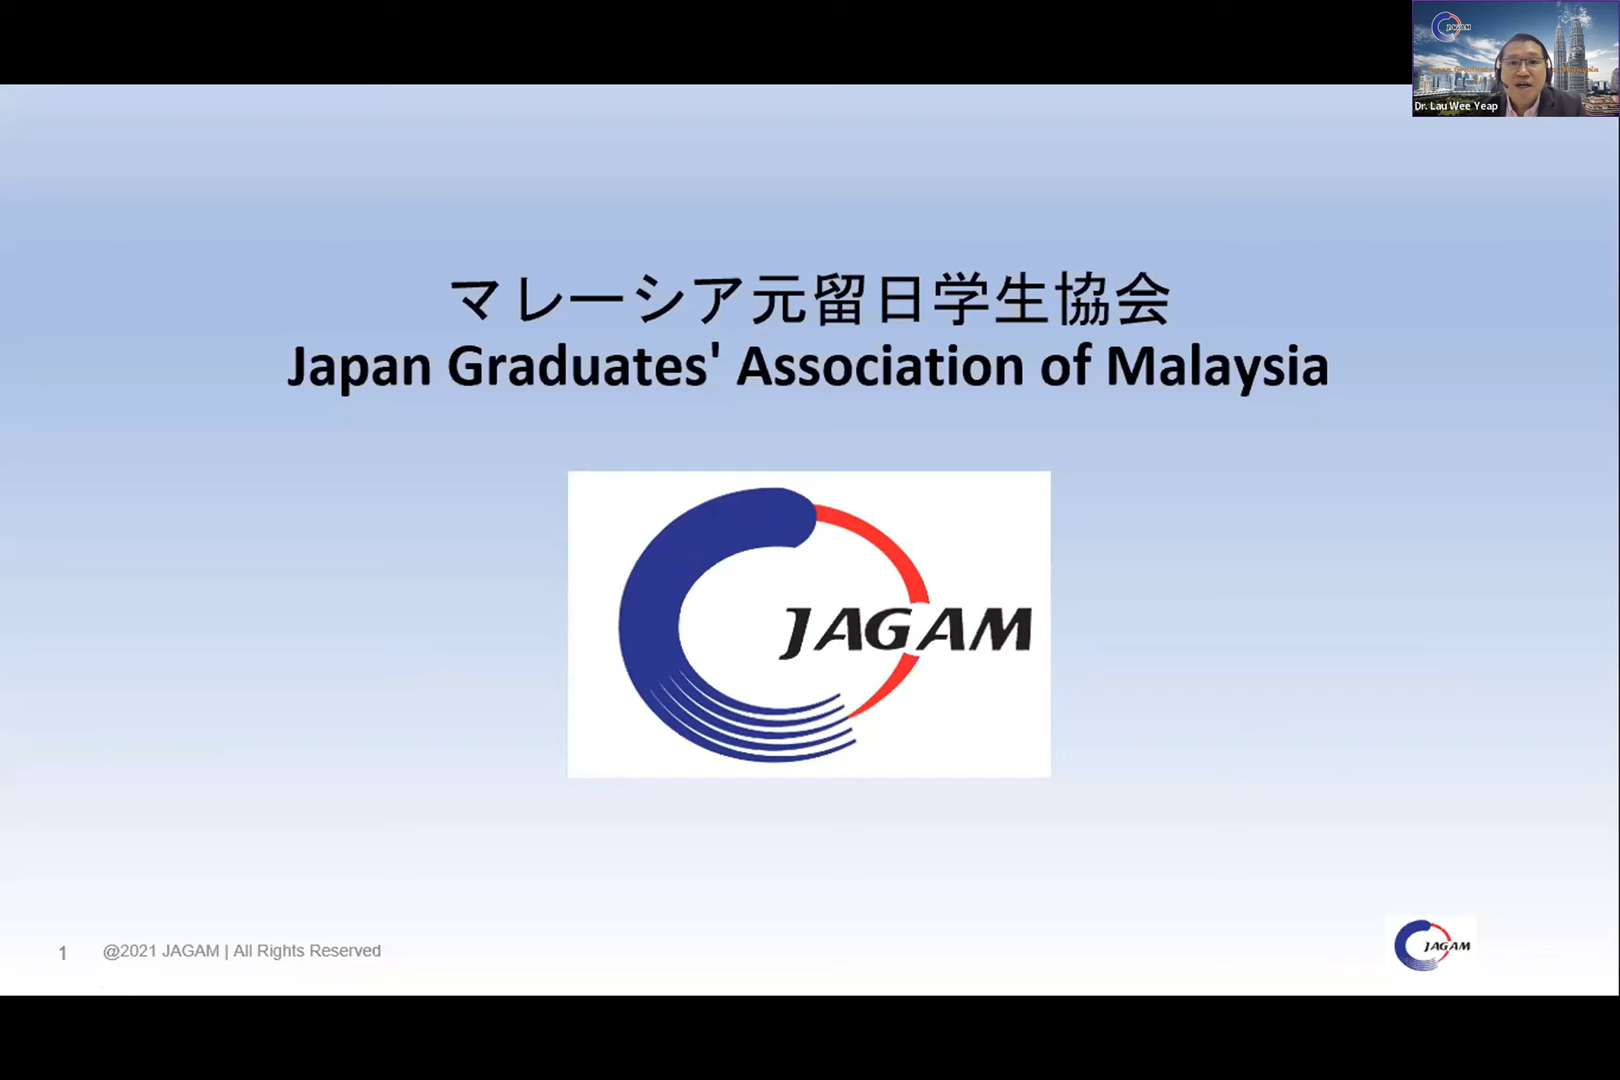 JAGAM
Dr. Lau Wee Yeap
マレーシア元留日学生協会
Japan Graduates' Association of Malaysia
JAGAM
1
@2021 JAGAM | All Rights Reserved
JAGAM